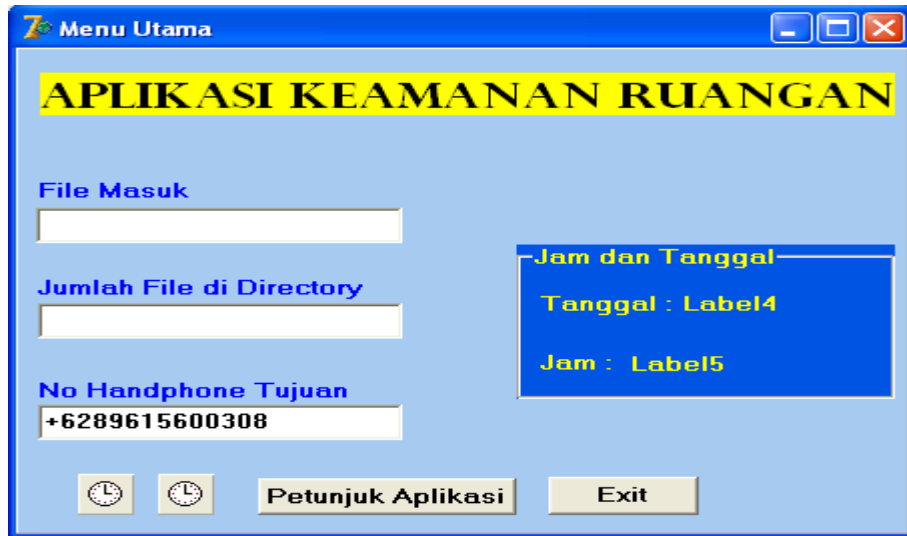 Menu Utama
APLIKASI KEAMANAN RUANGAN
File Masuk
Jumlah File di Directory
No Handphone Tujuan
+6289615600308
Jam dan Tanggal
Tanggal : Label4
Jam : Label5
Petunjuk Aplikasi
Exit